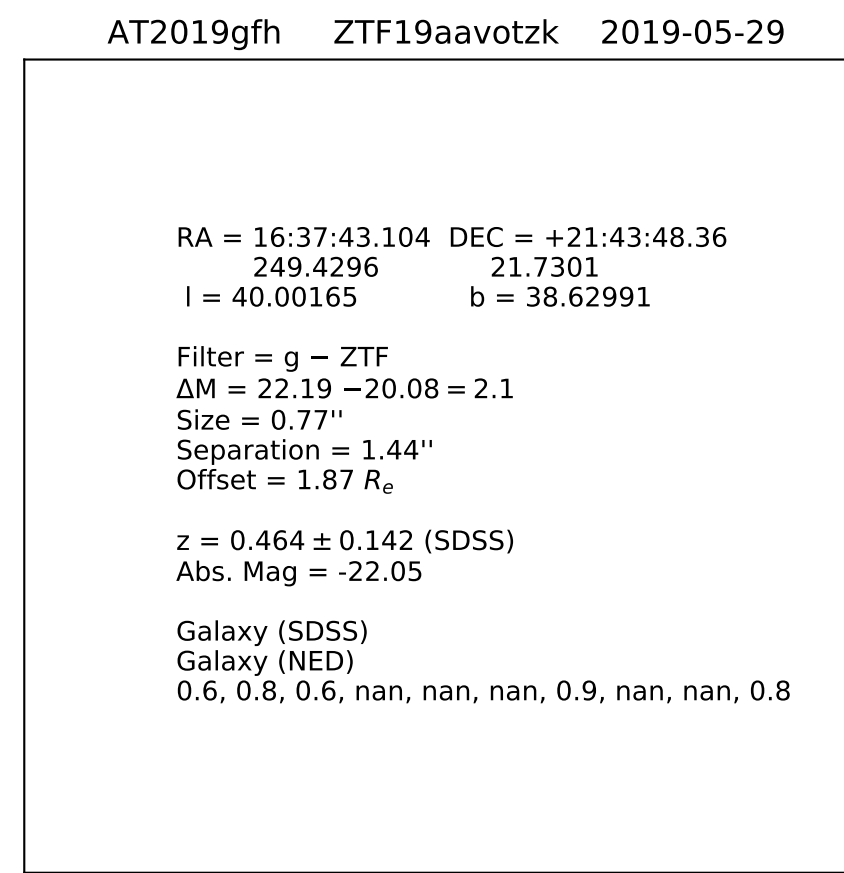 AT2019gfh ZTF19aavotzk 2019-05-29
RA = 16:37:43.104 DEC = +21:43:48.36
249.4296 21.7301
l = 40.00165 b = 38.62991
Filter = g − ZTF
ΔM = 22.19 −20.08 = 2.1
Size = 0.77''
Separation = 1.44''
Offset = 1.87 Rₑ
z = 0.464 ± 0.142 (SDSS)
Abs. Mag = -22.05
Galaxy (SDSS)
Galaxy (NED)
0.6, 0.8, 0.6, nan, nan, nan, 0.9, nan, nan, 0.8